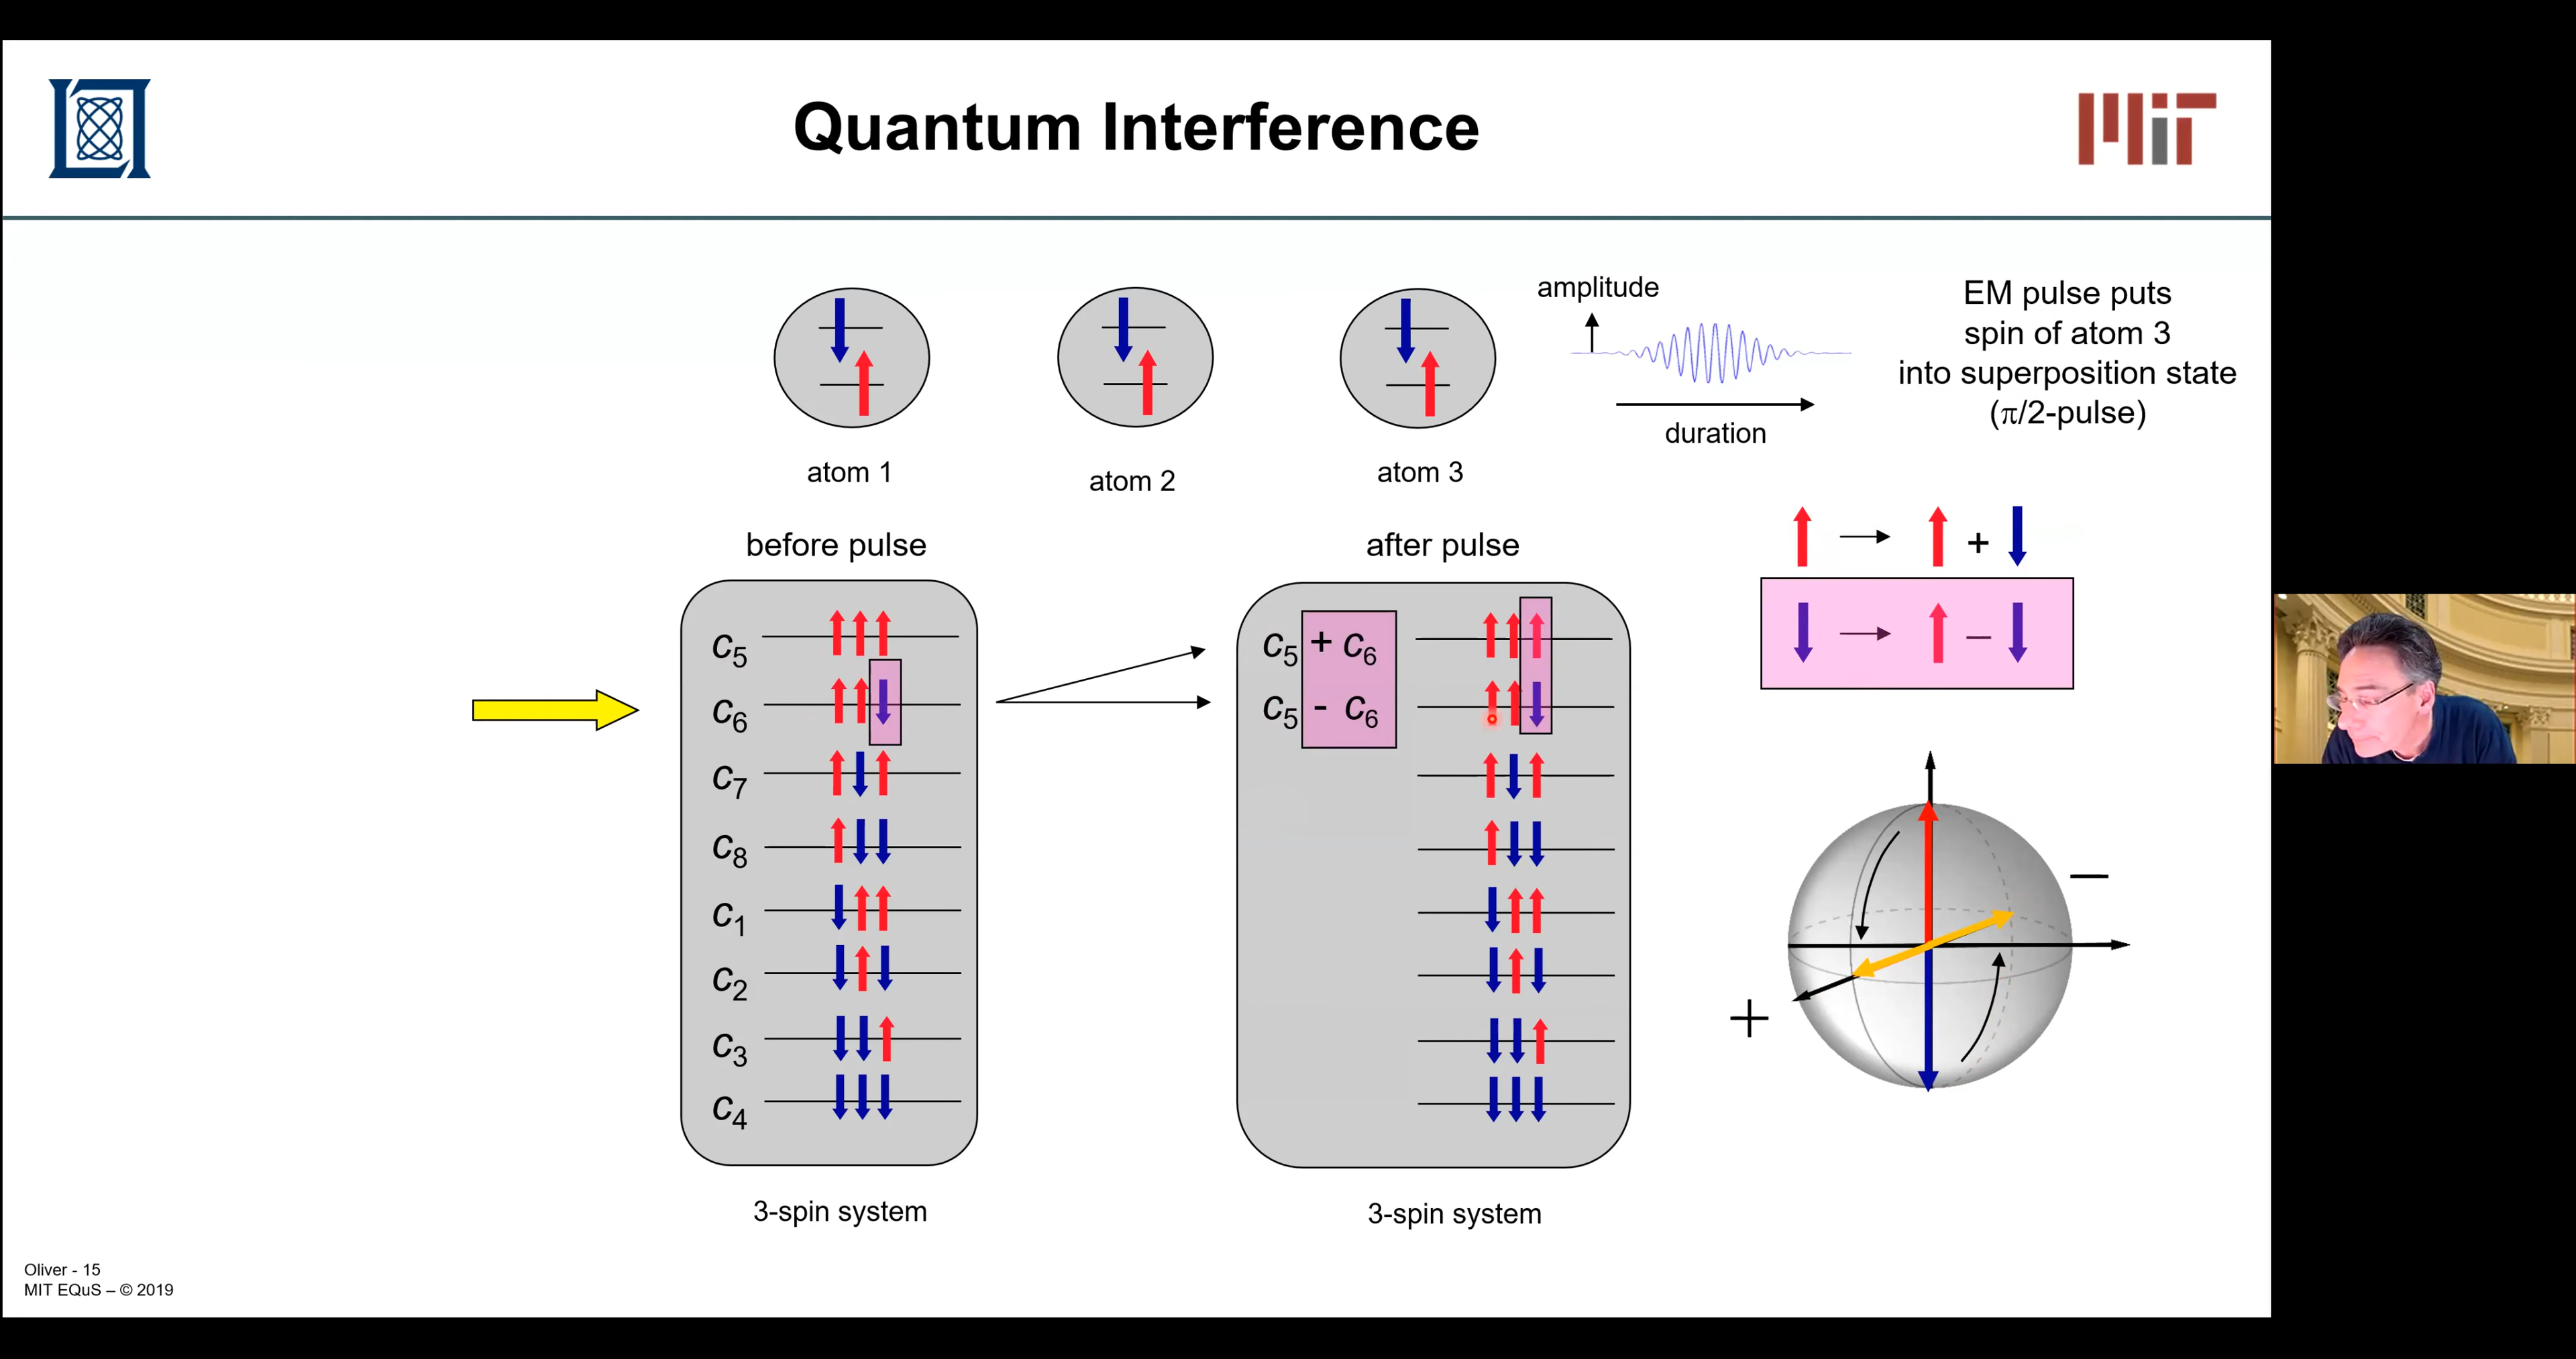 MIT
Quantum Interference
amplitude
duration
EM pulse puts
spin of atom 3
into superposition state
(π/2-pulse)
atom 1
atom 2
atom 3
before pulse
after pulse
+
−
c5
c6
c7
c8
c1
c2
c3
c4
c5 + c6
c5 - c6
−
+
3-spin system
3-spin system
Oliver - 15
MIT EQuS – © 2019